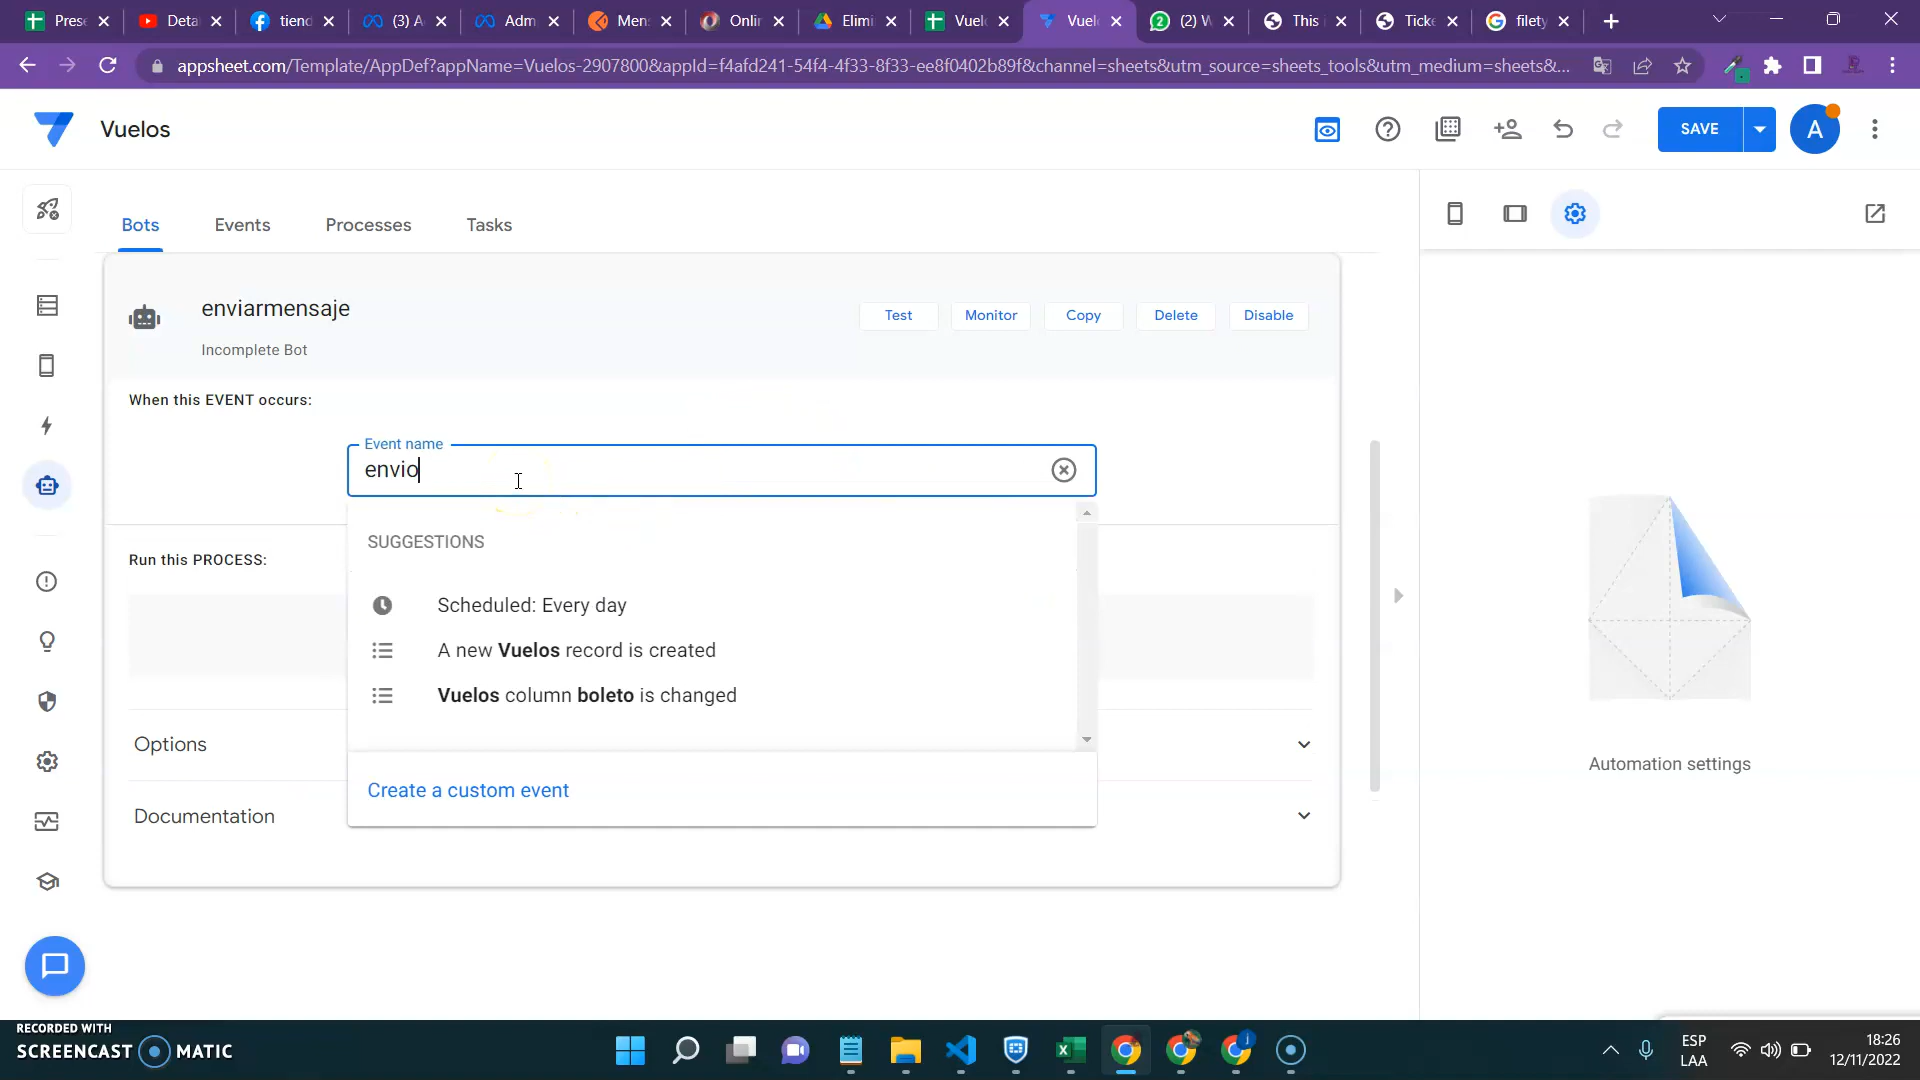 Prese
Deta
tiend
(3) A
Adm
Mens
Onlin
Elimi
Vuelo
Vuelo
(2) W
This i
Ticke
filety
appsheet.com/Template/AppDef?appName=Vuelos-2907800&appId=f4afd241-54f4-4f33-8f33-ee8f0402b89f&channel=sheets&utm_source=sheets_tools&utm_medium=sheets&...
Vuelos
SAVE
A
Bots
Events
Processes
Tasks
enviarmensaje
Incomplete Bot
Test
Monitor
Copy
Delete
Disable
When this EVENT occurs:
Event name
envio
SUGGESTIONS
Run this PROCESS:
Scheduled: Every day
A new Vuelos record is created
Vuelos column boleto is changed
Options
Create a custom event
Documentation
Automation settings
RECORDED WITH
SCREENCAST MATIC
ESP
LAA
18:26
12/11/2022